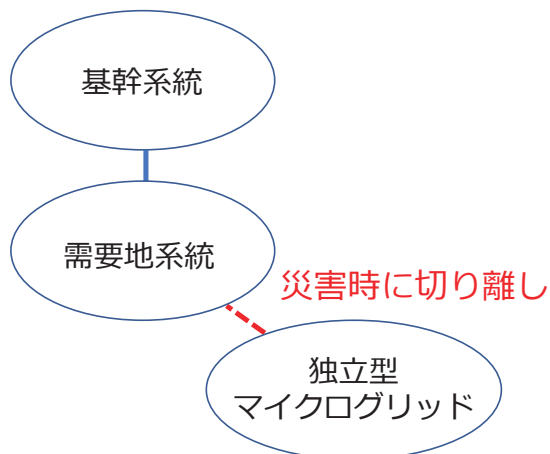 基幹系統
需要地系統
災害時に切り離し
独立型
マイクログリッド